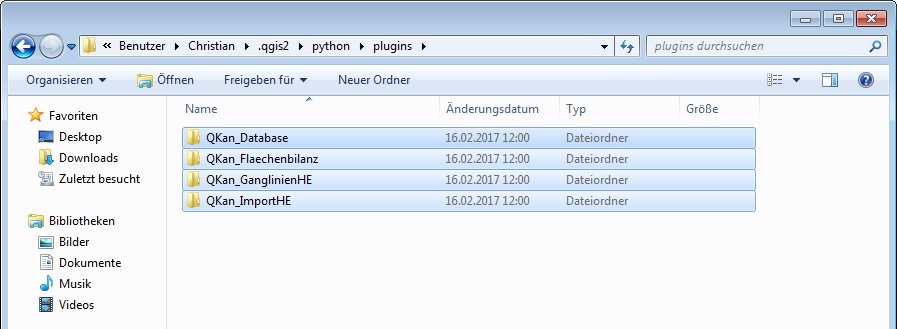 « Benutzer ▸ Christian ▸ .qgis2 ▸ python ▸ plugins ▸
plugins durchsuchen
Organisieren Öffnen Freigeben für Neuer Ordner
Name Änderungsdatum Typ Größe
Favoriten
Desktop
Downloads
Zuletzt besucht
Bibliotheken
Bilder
Dokumente
Musik
Videos
QKan_Database 16.02.2017 12:00 Dateiordner
QKan_Flaechenbilanz 16.02.2017 12:00 Dateiordner
QKan_GanglinienHE 16.02.2017 12:00 Dateiordner
QKan_ImportHE 16.02.2017 12:00 Dateiordner